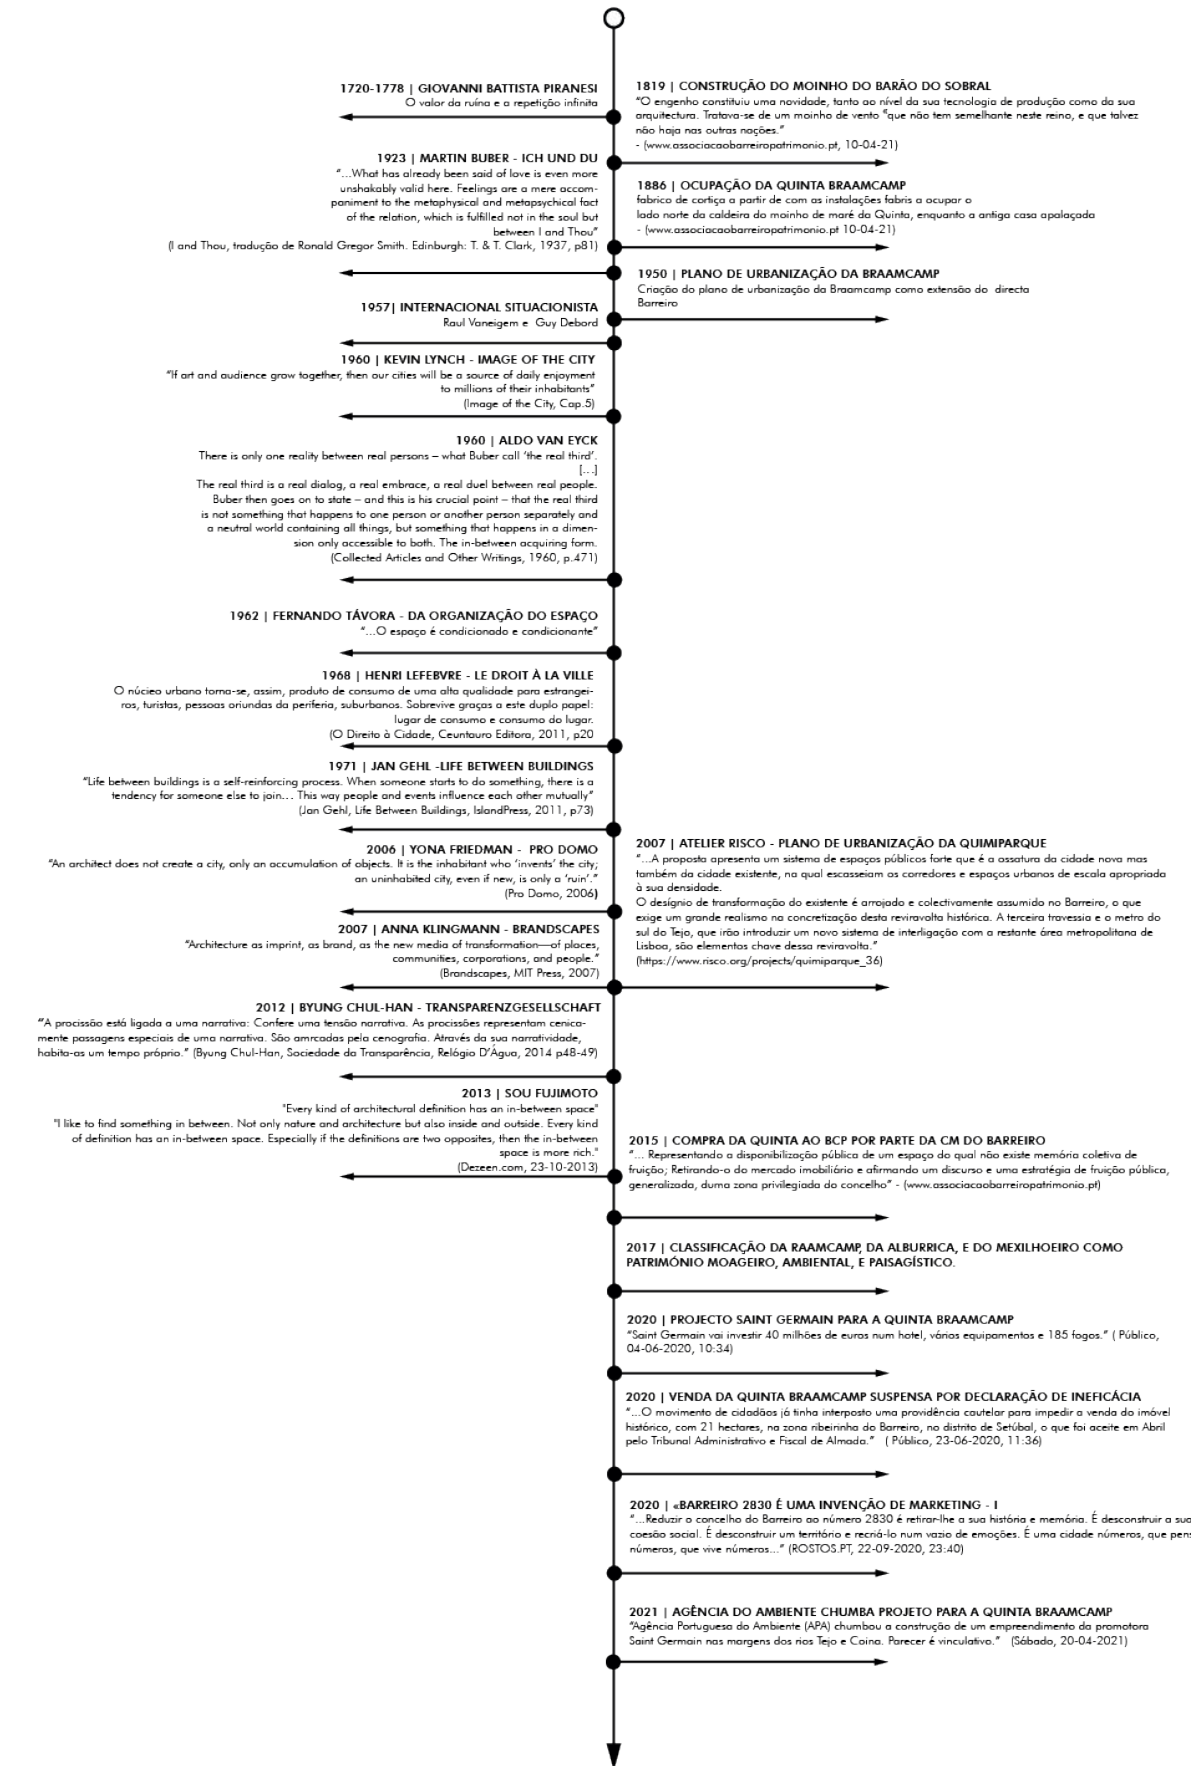 1720-1778 | GIOVANNI BATTISTA PIRANESI
O valor da ruína e a repetição infinita
1819 | CONSTRUÇÃO DO MOINHO DO BARÃO DO SOBRAL
“O engenho constituiu uma novidade, tanto ao nível da sua tecnologia de produção como da sua
arquitectura. Tratava-se de um moinho de vento “que não tem semelhante neste reino, e que talvez
não haja nas outras nações.”
- (www.associacaobarreiropatrimonio.pt, 10-04-21)
1923 | MARTIN BUBER - ICH UND DU
“...What has already been said of love is even more
unshakably valid here. Feelings are a mere accom-
paniment to the metaphysical and metapsychical fact
of the relation, which is fulfilled not in the soul but
between I and Thou”
(I and Thou, tradução de Ronald Gregor Smith. Edinburgh: T. & T. Clark, 1937, p81)
1886 | OCUPAÇÃO DA QUINTA BRAAMCAMP
fabrico de cortiça a partir de com as instalações fabris a ocupar o
lado norte da caldeira do moinho de maré da Quinta, enquanto a antiga casa apalaçada
- (www.associacaobarreiropatrimonio.pt 10-04-21)
1950 | PLANO DE URBANIZAÇÃO DA BRAAMCAMP
Criação do plano de urbanização da Braamcamp como extensão do  directa
Barreiro
1957| INTERNACIONAL SITUACIONISTA
Raul Vaneigem e  Guy Debord
1960 | KEVIN LYNCH - IMAGE OF THE CITY
“If art and audience grow together, then our cities will be a source of daily enjoyment
to millions of their inhabitants”
(Image of the City, Cap.5)
1960 | ALDO VAN EYCK
There is only one reality between real persons – what Buber call ‘the real third’.
[...]
The real third is a real dialog, a real embrace, a real duel between real people.
Buber then goes on to state – and this is his crucial point – that the real third
is not something that happens to one person or another person separately and
a neutral world containing all things, but something that happens in a dimen-
sion only accessible to both. The in-between acquiring form.
(Collected Articles and Other Writings, 1960, p.471)
1962 | FERNANDO TÁVORA - DA ORGANIZAÇÃO DO ESPAÇO
“...O espaço é condicionado e condicionante”
1968 | HENRI LEFEBVRE - LE DROIT À LA VILLE
O núcleo urbano torna-se, assim, produto de consumo de uma alta qualidade para estrangei-
ros, turistas, pessoas oriundas da periferia, suburbanos. Sobrevive graças a este duplo papel:
lugar de consumo e consumo do lugar.
(O Direito à Cidade, Ceuntauro Editora, 2011, p20
1971 | JAN GEHL -LIFE BETWEEN BUILDINGS
“Life between buildings is a self-reinforcing process. When someone starts to do something, there is a
tendency for someone else to join... This way people and events influence each other mutually”
(Jan Gehl, Life Between Buildings, IslandPress, 2011, p73)
2006 | YONA FRIEDMAN -  PRO DOMO
“An architect does not create a city, only an accumulation of objects. It is the inhabitant who ‘invents’ the city;
an uninhabited city, even if new, is only a ‘ruin’.”
(Pro Domo, 2006)
2007 | ATELIER RISCO - PLANO DE URBANIZAÇÃO DA QUIMIPARQUE
“...A proposta apresenta um sistema de espaços públicos forte que é a assatura da cidade nova mas
também da cidade existente, na qual escasseiam os corredores e espaços urbanos de escala apropriada
à sua densidade.
O desígnio de transformação do existente é arrojado e colectivamente assumido no Barreiro, o que
exige um grande realismo na concretização desta reviravolta histórica. A terceira travessia e o metro do
sul do Tejo, que irão introduzir um novo sistema de interligação com a restante área metropolitana de
Lisboa, são elementos chave dessa reviravolta.”
(https://www.risco.org/projects/quimiparque_36)
2007 | ANNA KLINGMANN - BRANDSCAPES
“Architecture as imprint, as brand, as the new media of transformation—of places,
communities, corporations, and people.”
(Brandscapes, MIT Press, 2007)
2012 | BYUNG CHUL-HAN - TRANSPARENZGESELLSCHAFT
“A procissão está ligada a uma narrativa: Confere uma tensão narrativa. As procissões representam cenica-
mente passagens especiais de uma narrativa. São amrcadas pela cenografia. Através da sua narratividade,
habita-as um tempo próprio.” (Byung Chul-Han, Sociedade da Transparência, Relógio D’Água, 2014 p48-49)
2013 | SOU FUJIMOTO
"Every kind of architectural definition has an in-between space"
"I like to find something in between. Not only nature and architecture but also inside and outside. Every kind
of definition has an in-between space. Especially if the definitions are two opposites, then the in-between
space is more rich."
(Dezeen.com, 23-10-2013)
2015 | COMPRA DA QUINTA AO BCP POR PARTE DA CM DO BARREIRO
“... Representando a disponibilização pública de um espaço do qual não existe memória coletiva de
fruição; Retirando-o do mercado imobiliário e afirmando um discurso e uma estratégia de fruição pública,
generalizada, duma zona privilegiada do concelho” - (www.associacaobarreiropatrimonio.pt)
2017 | CLASSIFICAÇÃO DA RAAMCAMP, DA ALBURRICA, E DO MEXILHOEIRO COMO
PATRIMÓNIO MOAGEIRO, AMBIENTAL, E PAISAGÍSTICO.
2020 | PROJECTO SAINT GERMAIN PARA A QUINTA BRAAMCAMP
“Saint Germain vai investir 40 milhões de euros num hotel, vários equipamentos e 185 fogos.” ( Público,
04-06-2020, 10:34)
2020 | VENDA DA QUINTA BRAAMCAMP SUSPENSA POR DECLARAÇÃO DE INEFICÁCIA
“...O movimento de cidadãos já tinha interposto uma providência cautelar para impedir a venda do imóvel
histórico, com 21 hectares, na zona ribeirinha do Barreiro, no distrito de Setúbal, o que foi aceite em Abril
pelo Tribunal Administrativo e Fiscal de Almada.”   ( Público, 23-06-2020, 11:36)
2020 | «BARREIRO 2830 É UMA INVENÇÃO DE MARKETING - I
“...Reduzir o concelho do Barreiro ao número 2830 é retirar-lhe a sua história e memória. É desconstruir a sua
coesão social. É desconstruir um território e recriá-lo num vazio de emoções. É uma cidade números, que pens
números, que vive números...” (ROSTOS.PT, 22-09-2020, 23:40)
2021 | AGÊNCIA DO AMBIENTE CHUMBA PROJETO PARA A QUINTA BRAAMCAMP
“Agência Portuguesa do Ambiente (APA) chumbou a construção de um empreendimento da promotora
Saint Germain nas margens dos rios Tejo e Coina. Parecer é vinculativo.”   (Sábado, 20-04-2021)